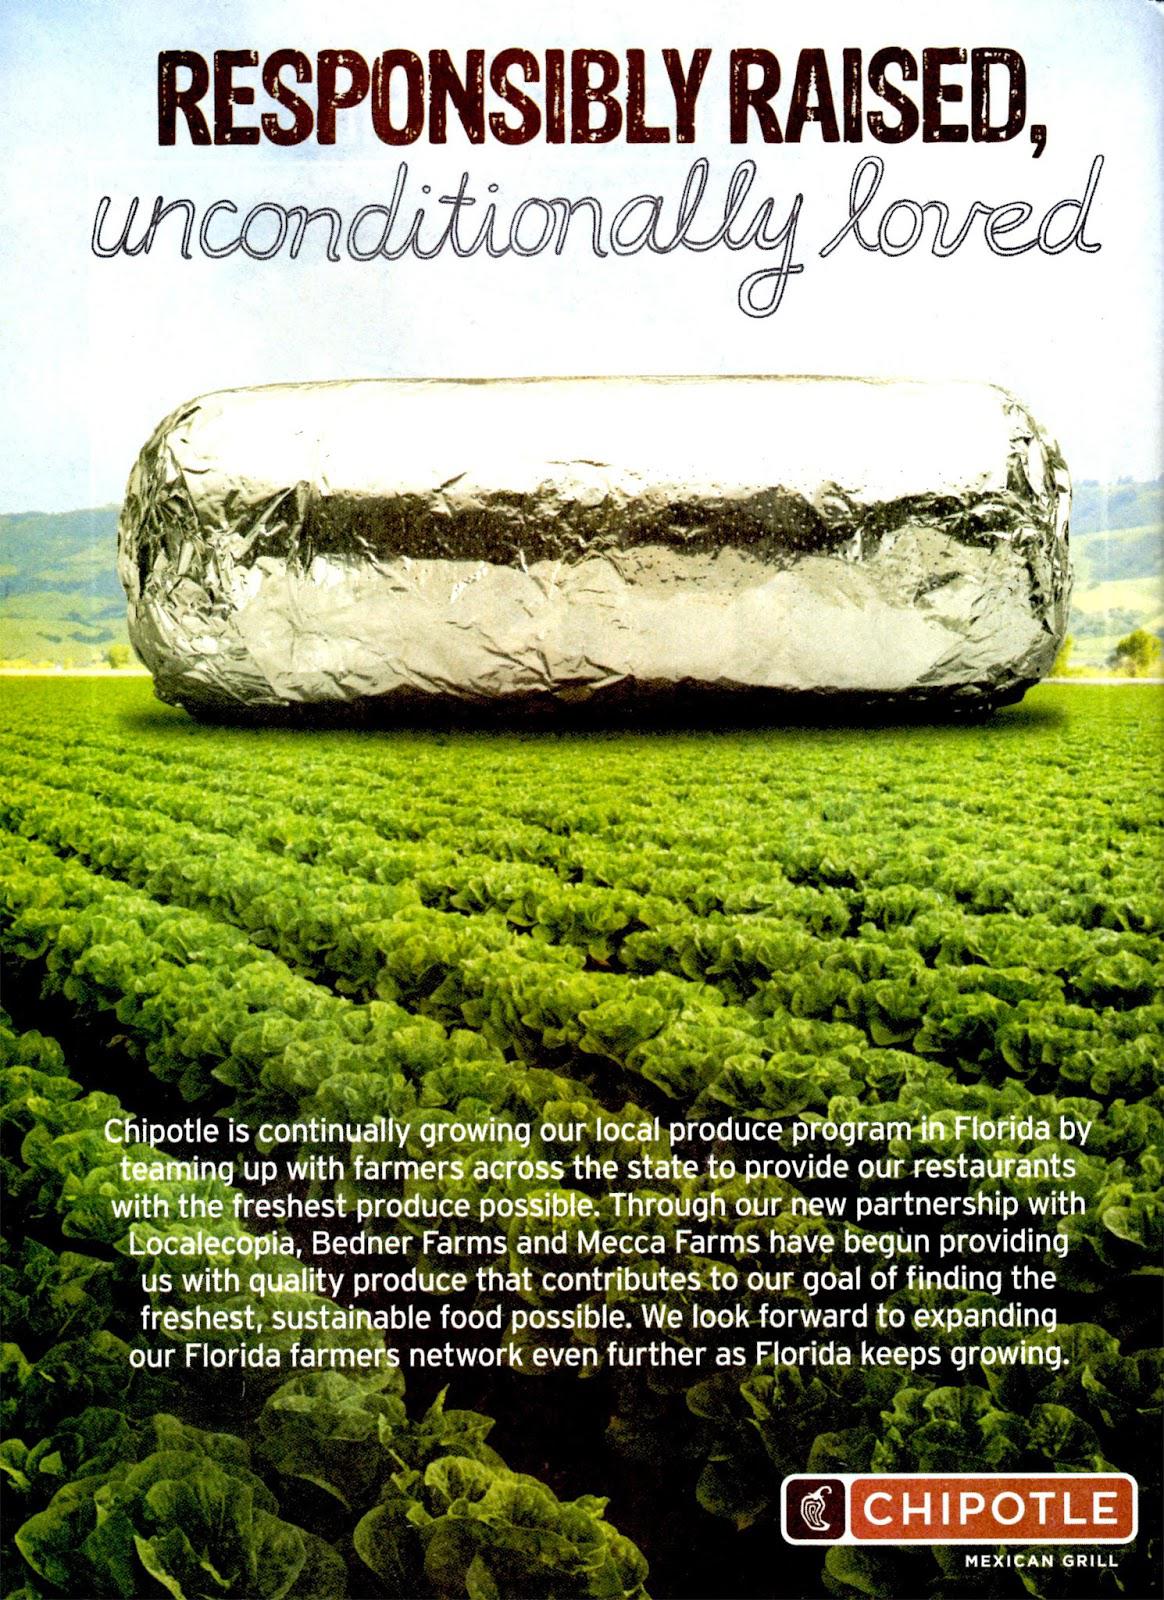 RESPONSIBLY RAISED,
unconditionally loved
Chipotle is continually growing our local produce program in Florida by
teaming up with farmers across the state to provide our restaurants
with the freshest produce possible. Through our new partnership with
Localecopia, Bedner Farms and Mecca Farms have begun providing
us with quality produce that contributes to our goal of finding the
freshest, sustainable food possible. We look forward to expanding
our Florida farmers network even further as Florida keeps growing.
CHIPOTLE
MEXICAN GRILL